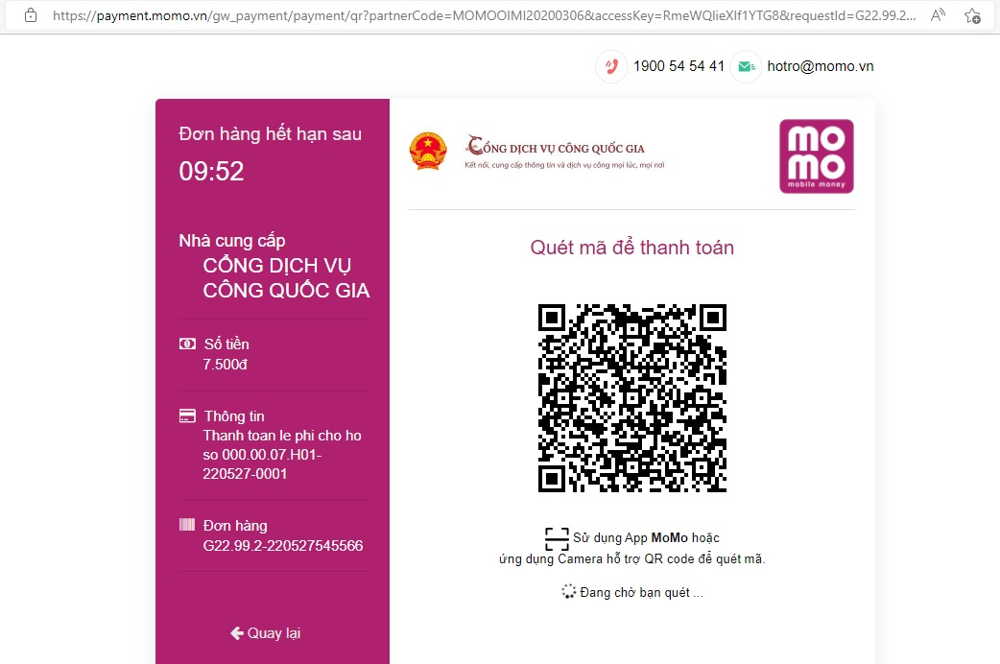 https://payment.momo.vn/gw_payment/payment/qr?partnerCode=MOMOOIMI20200306&accessKey=RmeWQIieXlf1YTG8&requestId=G22.99.2...
1900 54 54 41 hotro@momo.vn
Đơn hàng hết hạn sau
09:52
Nhà cung cấp
CỔNG DỊCH VỤ
CÔNG QUỐC GIA
Số tiền
7.500đ
Thông tin
Thanh toan le phi cho ho
so 000.00.07.H01-
220527-0001
Đơn hàng
G22.99.2-220527545566
Quay lại
CỔNG DỊCH VỤ CÔNG QUỐC GIA
Kết nối, cung cấp thông tin và dịch vụ công mọi lúc, mọi nơi
mo
mo
mobile money
Quét mã để thanh toán
Sử dụng App MoMo hoặc
ứng dụng Camera hỗ trợ QR code để quét mã.
Đang chờ bạn quét ...